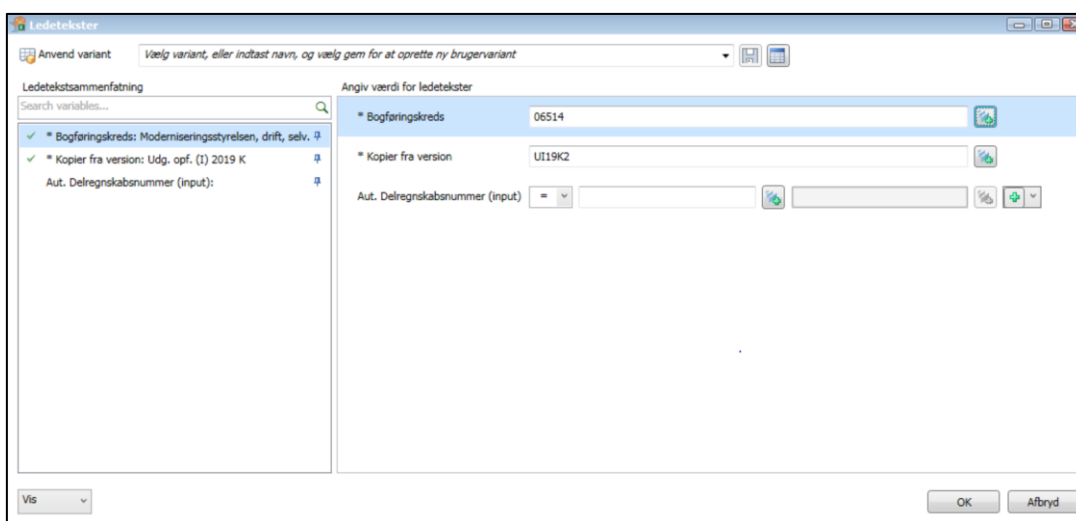 Ledetekster
Anvend variant
Vælg variant, eller indtast navn, og vælg gem for at oprette ny brugervariant
Ledetekstsammenfatning
Search variables...
* Bogføringskreds: Moderniseringsstyrelsen, drift, selv.
* Kopier fra version: Udg. opf. (I) 2019 K
Aut. Delregnskabsnummer (input):
Angiv værdi for ledetekster
* Bogføringskreds 06514
* Kopier fra version UI19K2
Aut. Delregnskabsnummer (input) =
Vis
OK Afbryd